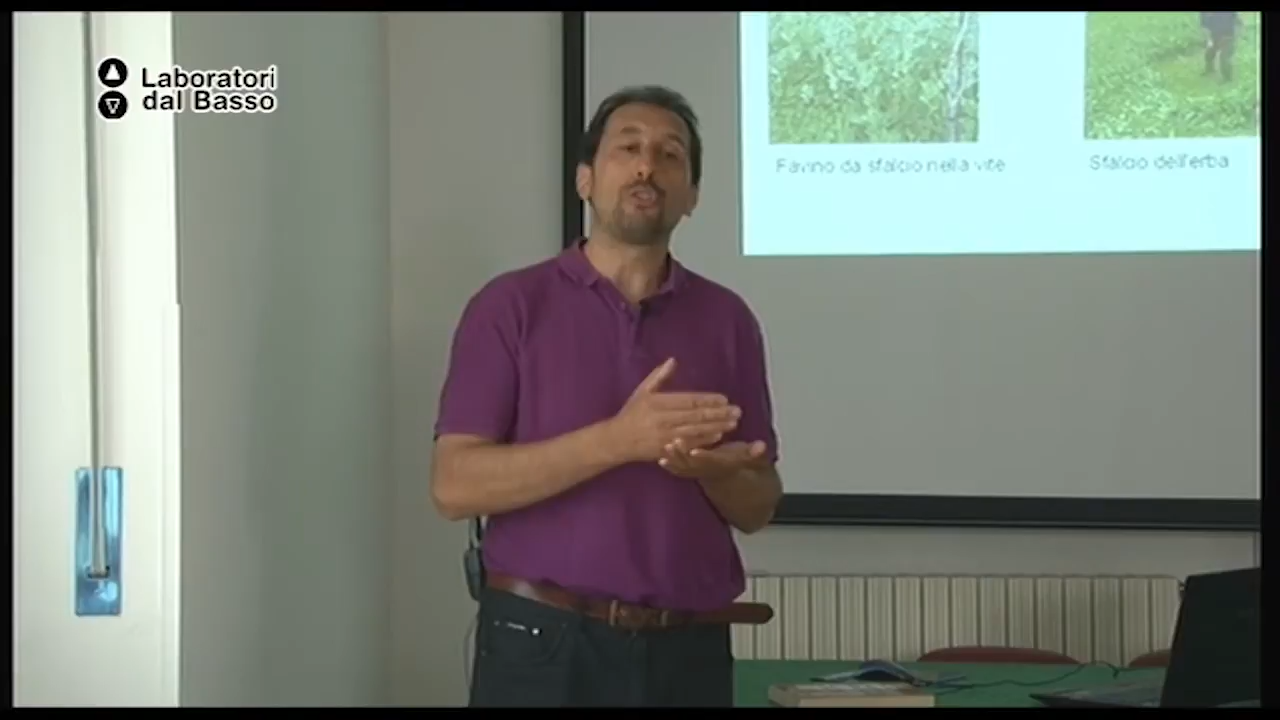 Laboratori
dal Basso
Favino da sfalcio nella vite
Sfalcio dell'erba